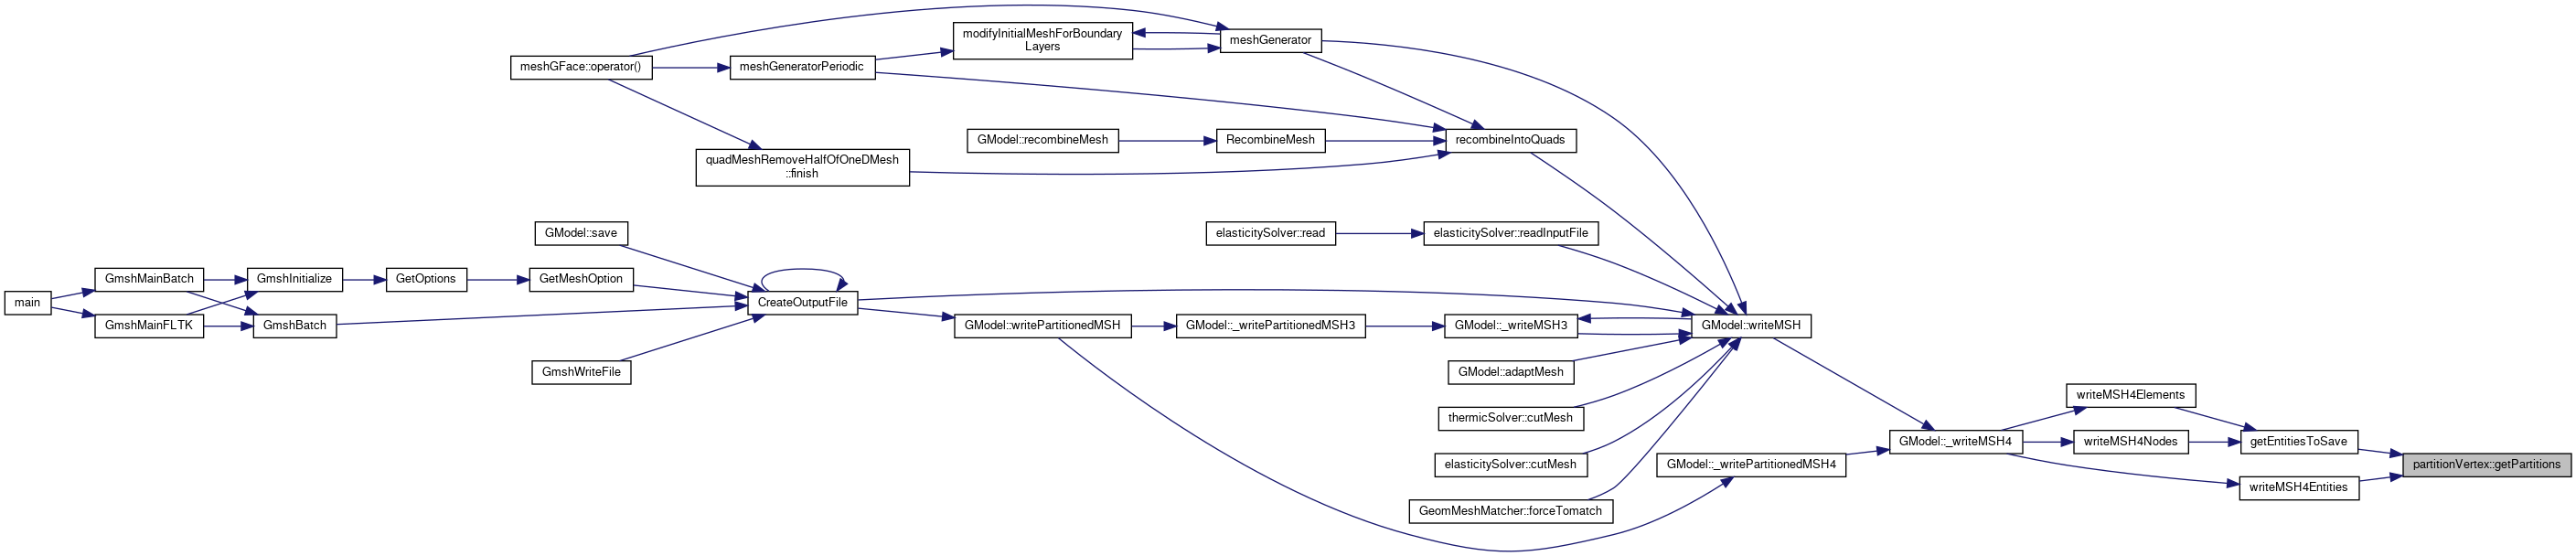 modifyInitialMeshForBoundary
Layers
meshGenerator
meshGFace::operator()
meshGeneratorPeriodic
GModel::recombineMesh
RecombineMesh
recombineIntoQuads
quadMeshRemoveHalfOfOneDMesh
::finish
GModel::save
elasticitySolver::read
elasticitySolver::readInputFile
GmshMainBatch
GmshInitialize
GetOptions
GetMeshOption
main
CreateOutputFile
GmshMainFLTK
GmshBatch
GModel::writePartitionedMSH
GModel::_writePartitionedMSH3
GModel::_writeMSH3
GModel::writeMSH
GmshWriteFile
GModel::adaptMesh
writeMSH4Elements
thermicSolver::cutMesh
GModel::_writeMSH4
writeMSH4Nodes
getEntitiesToSave
elasticitySolver::cutMesh
GModel::_writePartitionedMSH4
partitionVertex::getPartitions
writeMSH4Entities
GeomMeshMatcher::forceTomatch